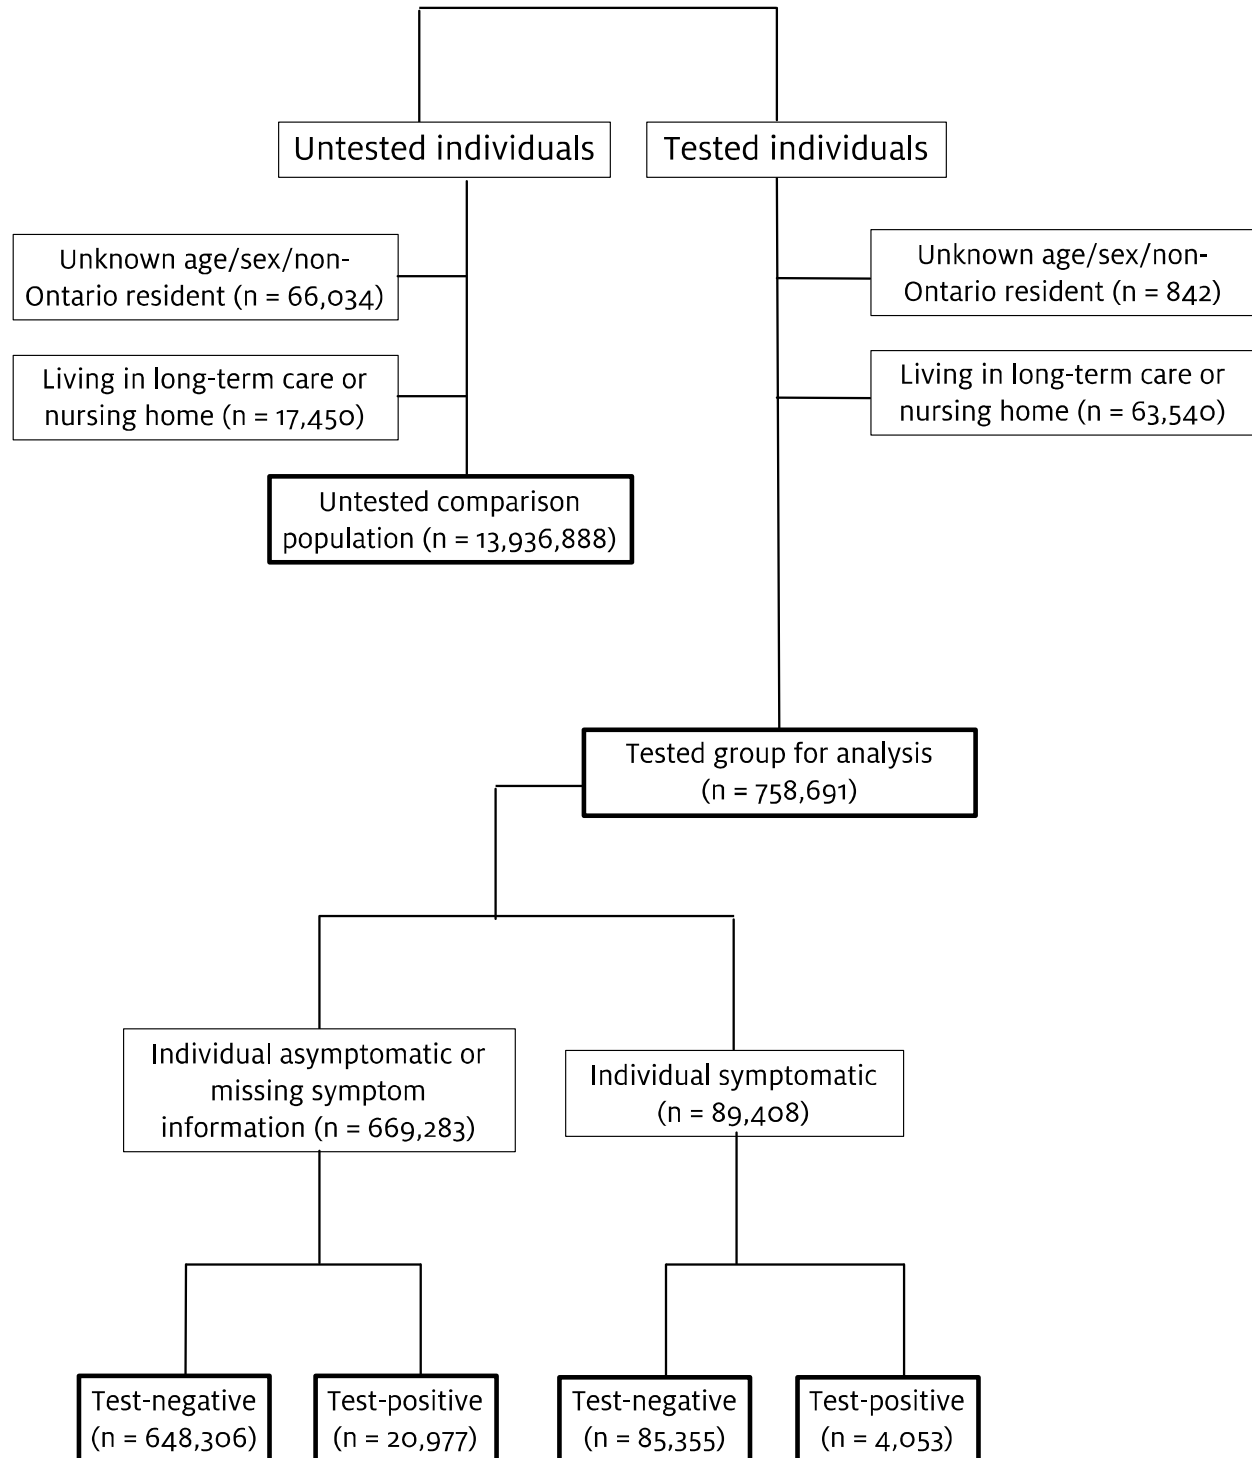 Untested individuals
Tested individuals
Unknown age/sex/non-
Ontario resident (n = 66,034)
Unknown age/sex/non-
Ontario resident (n = 842)
Living in long-term care or
nursing home (n = 17,450)
Living in long-term care or
nursing home (n = 63,540)
Untested comparison
population (n = 13,936,888)
Tested group for analysis
(n = 758,691)
Individual asymptomatic or
missing symptom
information (n = 669,283)
Individual symptomatic
(n = 89,408)
Test-negative
(n = 648,306)
Test-positive
(n = 20,977)
Test-negative
(n = 85,355)
Test-positive
(n = 4,053)